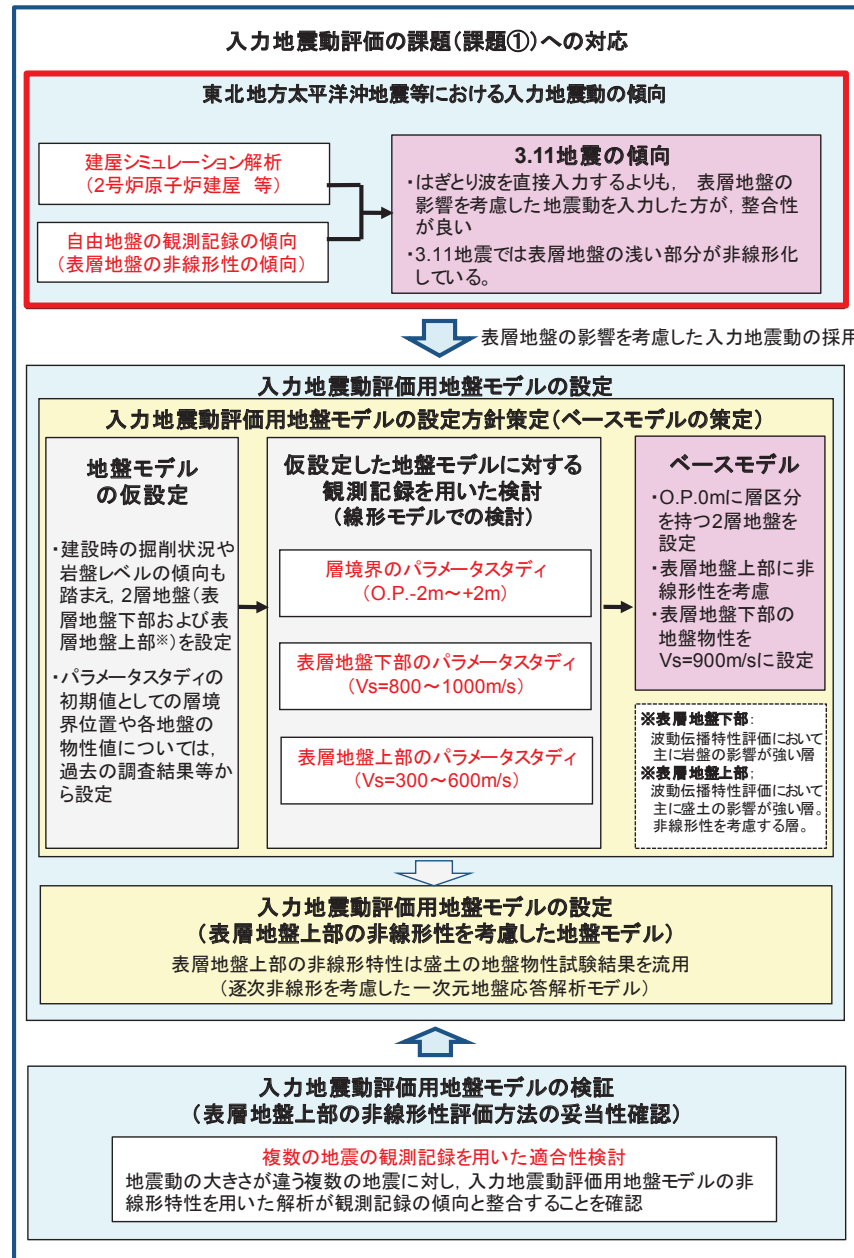 入力地震動評価の課題(課題①)への対応
東北地方太平洋沖地震等における入力地震動の傾向
建屋シミュレーション解析
(2号炉原子炉建屋 等)
自由地盤の観測記録の傾向
(表層地盤の非線形性の傾向)
3.11地震の傾向
・はぎとり波を直接入力するよりも, 表層地盤の
影響を考慮した地震動を入力した方が, 整合性
が良い
・3.11地震では表層地盤の浅い部分が非線形化
している。
表層地盤の影響を考慮した入力地震動の採用
入力地震動評価用地盤モデルの設定
入力地震動評価用地盤モデルの設定方針策定(ベースモデルの策定)
地盤モデル
の仮設定
・建設時の掘削状況や
岩盤レベルの傾向も
踏まえ, 2層地盤(表
層地盤下部および表
層地盤上部※)を設定
・パラメータスタディの
初期値としての層境
界位置や各地盤の
物性値については,
過去の調査結果等か
ら設定
仮設定した地盤モデルに対する
観測記録を用いた検討
(線形モデルでの検討)
層境界のパラメータスタディ
(O.P.-2m～+2m)
表層地盤下部のパラメータスタディ
(Vs=800～1000m/s)
表層地盤上部のパラメータスタディ
(Vs=300～600m/s)
ベースモデル
・O.P.0mに層区分
を持つ2層地盤を
設定
・表層地盤上部に非
線形性を考慮
・表層地盤下部の
地盤物性を
Vs=900m/sに設定
※表層地盤下部:
波動伝播特性評価において
主に岩盤の影響が強い層
※表層地盤上部:
波動伝播特性評価において
主に盛土の影響が強い層。
非線形性を考慮する層。
入力地震動評価用地盤モデルの設定
(表層地盤上部の非線形性を考慮した地盤モデル)
表層地盤上部の非線形特性は盛土の地盤物性試験結果を流用
(逐次非線形を考慮した一次元地盤応答解析モデル)
入力地震動評価用地盤モデルの検証
(表層地盤上部の非線形性評価方法の妥当性確認)
複数の地震の観測記録を用いた適合性検討
地震動の大きさが違う複数の地震に対し, 入力地震動評価用地盤モデルの非
線形特性を用いた解析が観測記録の傾向と整合することを確認